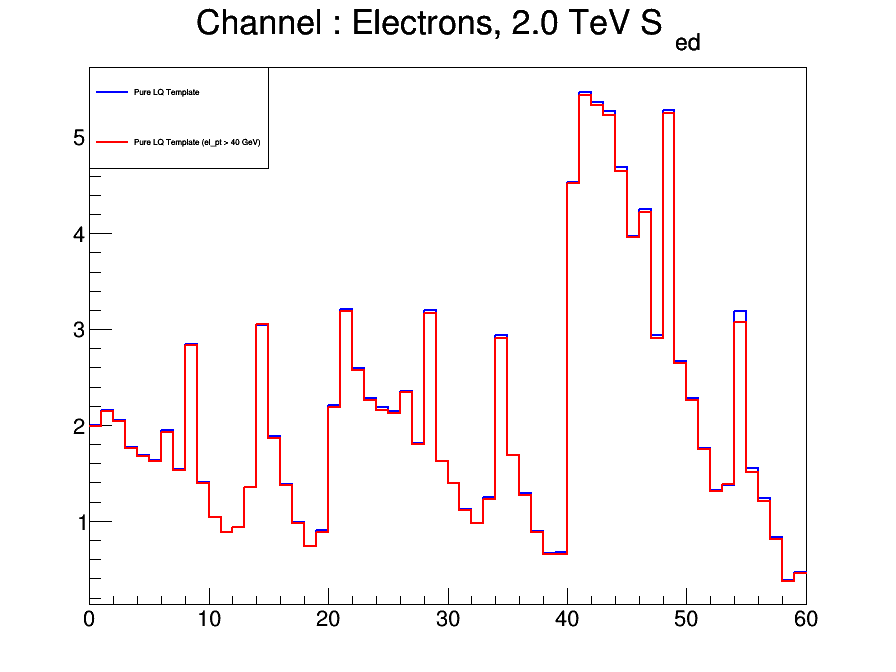 Channel : Electrons, 2.0 TeV S ed
Pure LQ Template
Pure LQ Template (el_pt > 40 GeV)
5
4
3
2
1
0 10 20 30 40 50 60